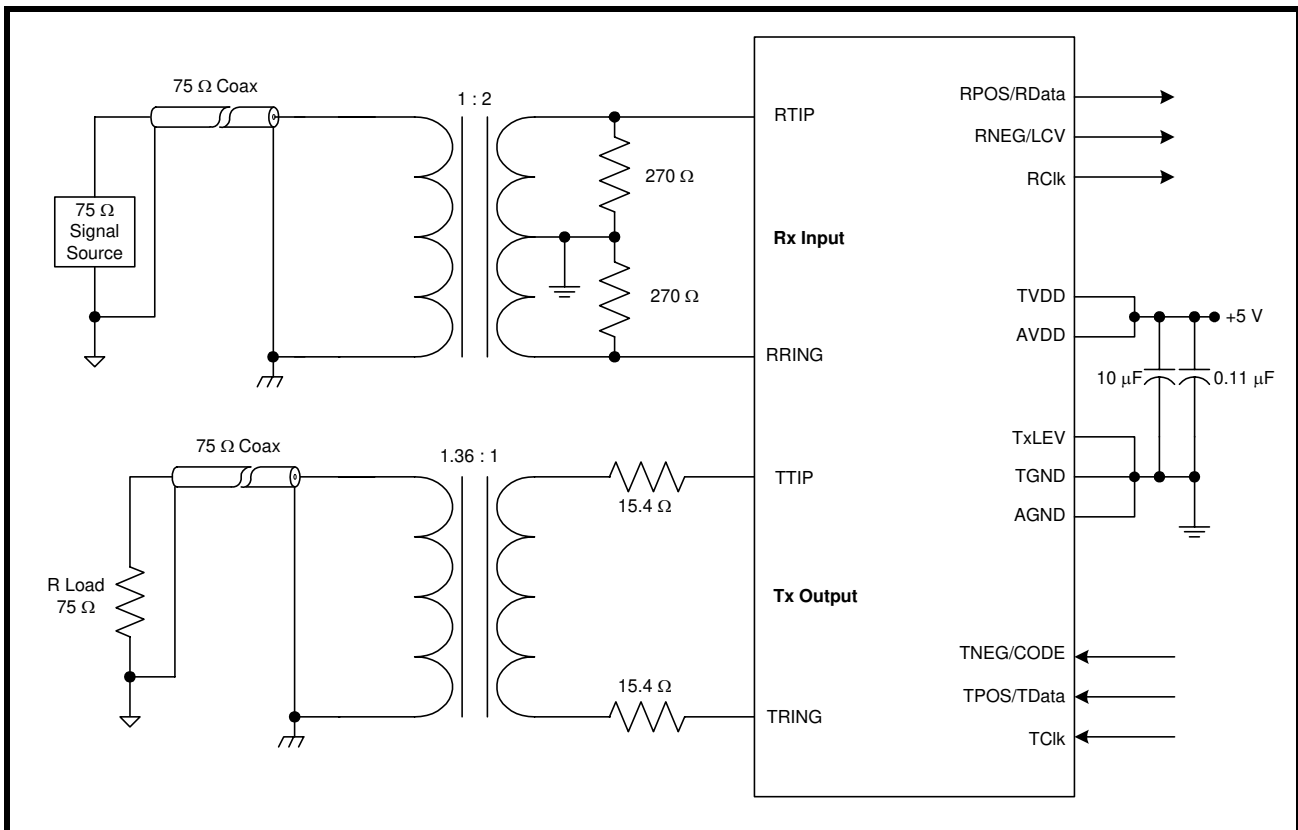 75 Ω Coax
1 : 2
75 Ω
Signal
Source
270 Ω
270 Ω
RTIP
Rx Input
RRING
RPOS/RData
RNEG/LCV
RClk
TVDD
AVDD
+5 V
10 μF
0.11 μF
TxLEV
TGND
AGND
75 Ω Coax
1.36 : 1
R Load
75 Ω
15.4 Ω
15.4 Ω
TTIP
Tx Output
TRING
TNEG/CODE
TPOS/TData
TClk